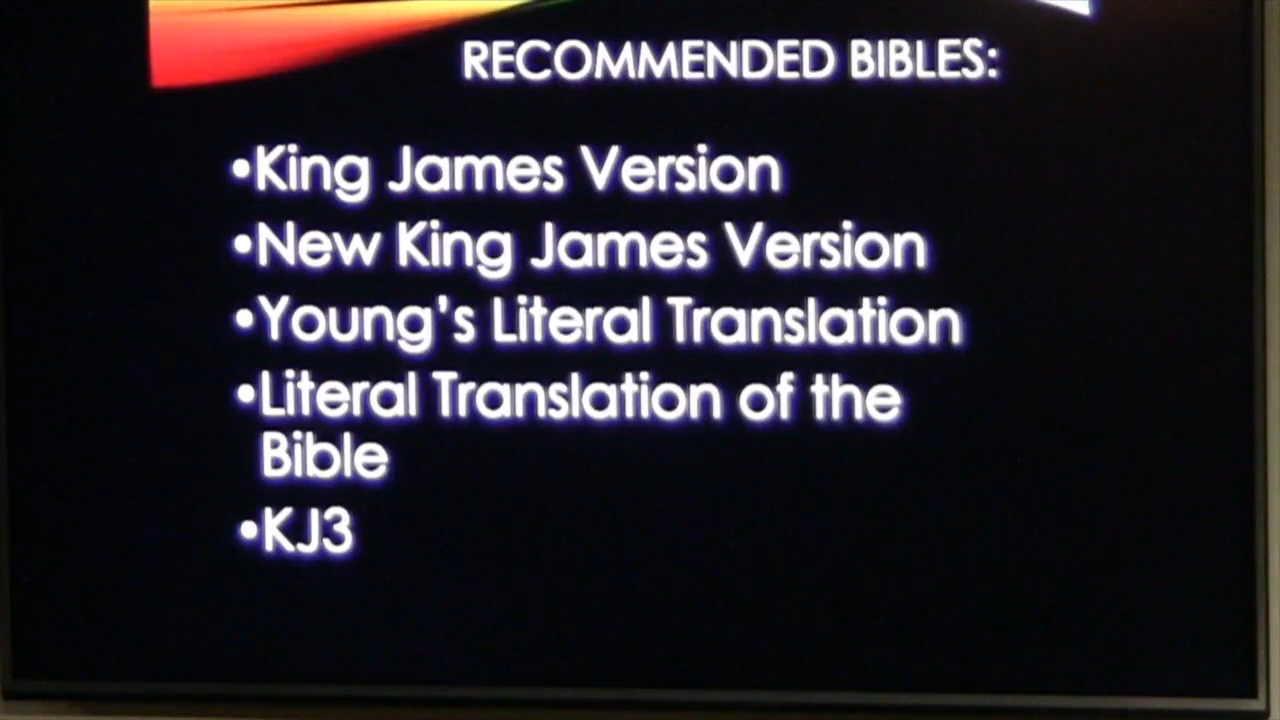 RECOMMENDED BIBLES:
•King James Version
•New King James Version
•Young's Literal Translation
•Literal Translation of the
Bible
•KJ3